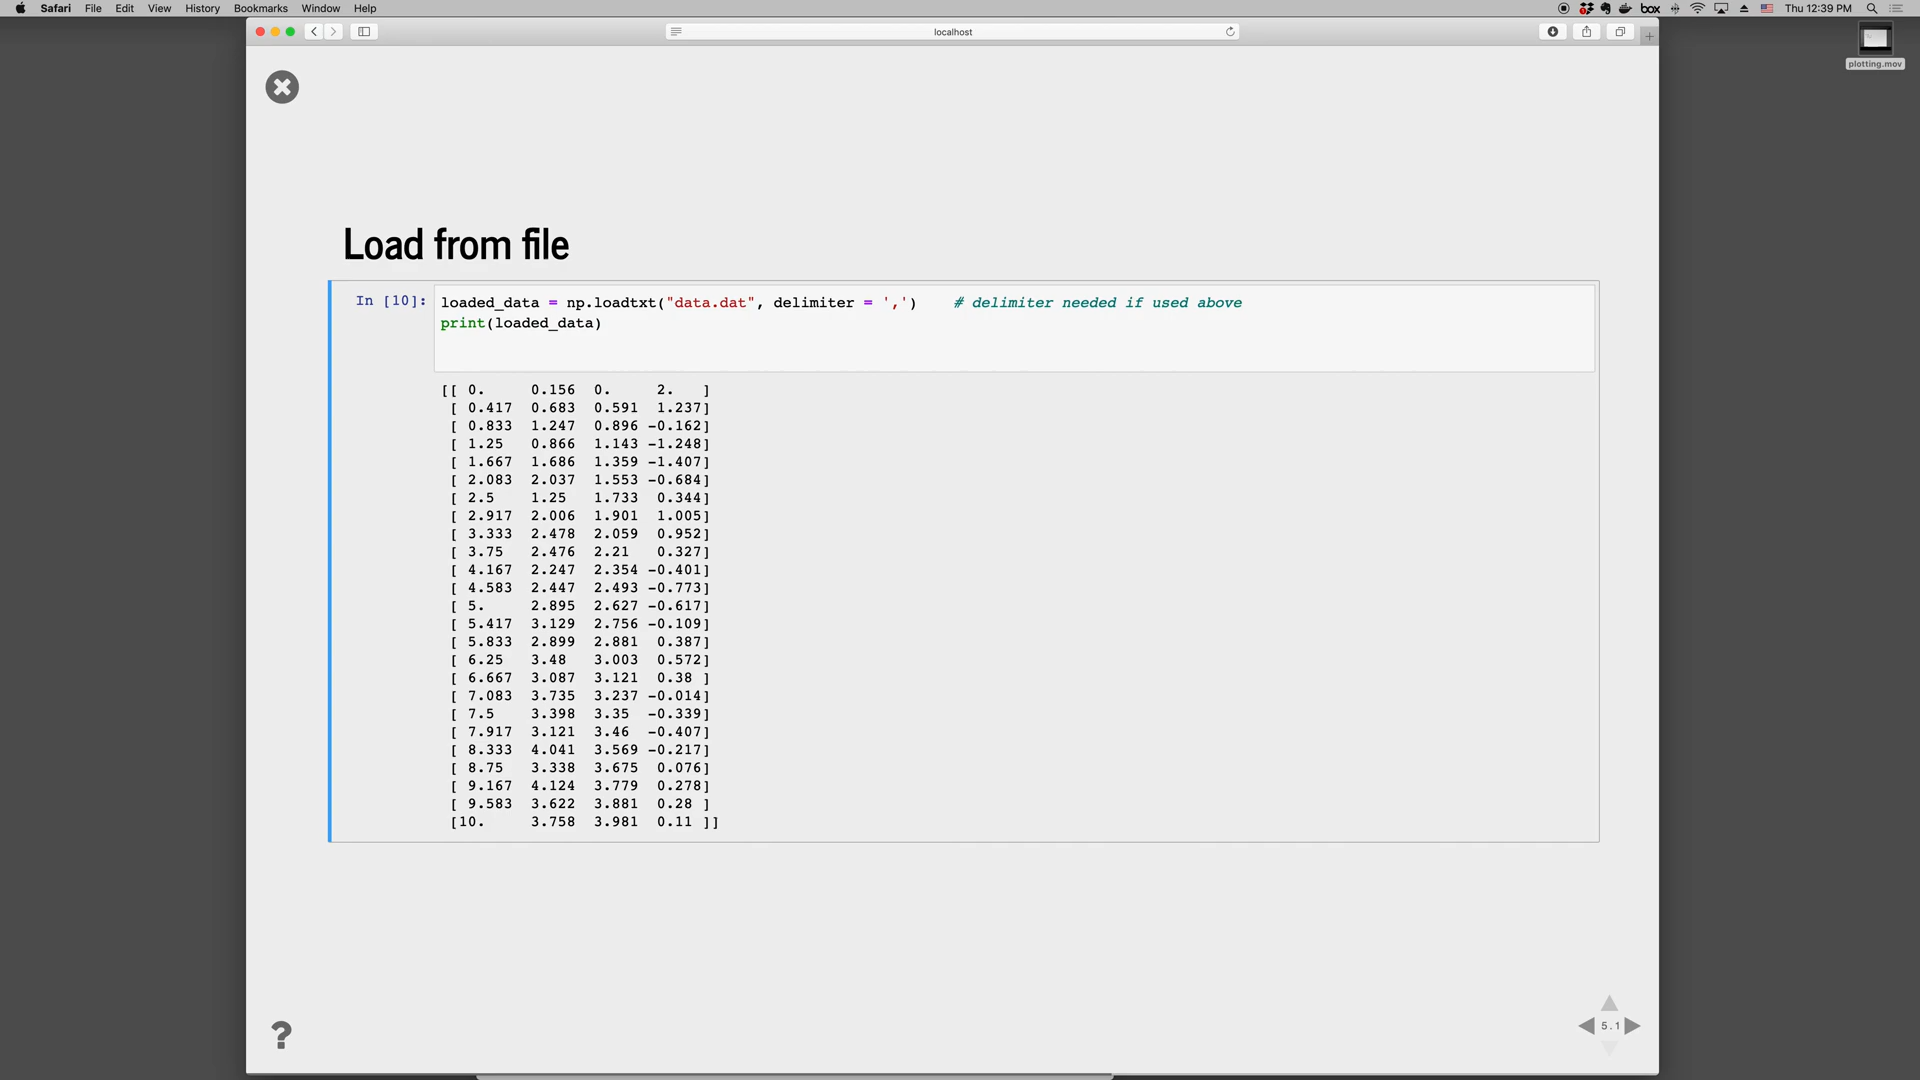 Safari File Edit View History Bookmarks Window Help box Thu 12:39 PM
localhost
plotting.mov
Load from file
In [10]: loaded_data = np.loadtxt("data.dat", delimiter = ',')    # delimiter needed if used above
print(loaded_data)
[[ 0.     0.156  0.     2.   ]
[ 0.417  0.683  0.591  1.237]
[ 0.833  1.247  0.896 -0.162]
[ 1.25   0.866  1.143 -1.248]
[ 1.667  1.686  1.359 -1.407]
[ 2.083  2.037  1.553 -0.684]
[ 2.5    1.25   1.733  0.344]
[ 2.917  2.006  1.901  1.005]
[ 3.333  2.478  2.059  0.952]
[ 3.75   2.476  2.21   0.327]
[ 4.167  2.247  2.354 -0.401]
[ 4.583  2.447  2.493 -0.773]
[ 5.     2.895  2.627 -0.617]
[ 5.417  3.129  2.756 -0.109]
[ 5.833  2.899  2.881  0.387]
[ 6.25   3.48   3.003  0.572]
[ 6.667  3.087  3.121  0.38 ]
[ 7.083  3.735  3.237 -0.014]
[ 7.5    3.398  3.35  -0.339]
[ 7.917  3.121  3.46  -0.407]
[ 8.333  4.041  3.569 -0.217]
[ 8.75   3.338  3.675  0.076]
[ 9.167  4.124  3.779  0.278]
[ 9.583  3.622  3.881  0.28 ]
[10.     3.758  3.981  0.11 ]]
?
5.1